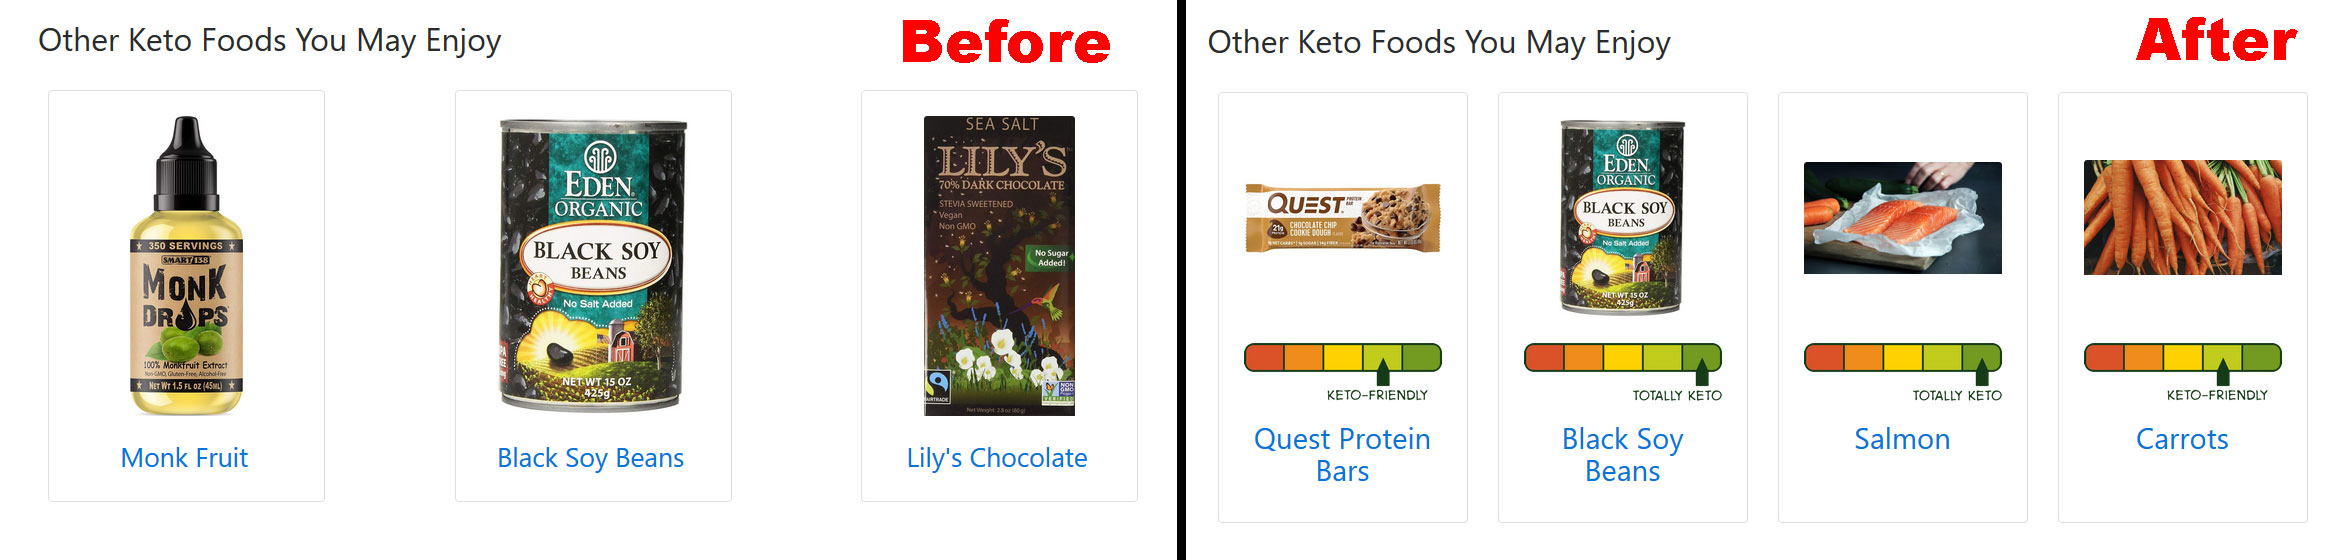 Other Keto Foods You May Enjoy
Before
350 SERVINGS
SMART138
MONK
DROPS
100% Monkfruit Extract
Non-GMO, Gluten-Free, Alcohol-Free
NET WT 1.5 FL OZ (45ML)
Monk Fruit
EDEN
ORGANIC
BLACK SOY
BEANS
No Salt Added
NET WT 15 OZ
425g
Black Soy Beans
SEA SALT
LILY'S
70% DARK CHOCOLATE
STEVIA SWEETENED
Vegan
Non GMO
No Sugar
Added!
FAIRTRADE
NON
GMO
VERIFIED
Net Weight: 2.8 oz (80g)
Lily's Chocolate
Other Keto Foods You May Enjoy
After
QUEST PROTEIN
BAR
21g
CHOCOLATE CHIP
COOKIE DOUGH
KETO-FRIENDLY
Quest Protein
Bars
EDEN
ORGANIC
BLACK SOY
BEANS
No Salt Added
NET WT 15 OZ
425g
TOTALLY KETO
Black Soy
Beans
TOTALLY KETO
Salmon
KETO-FRIENDLY
Carrots